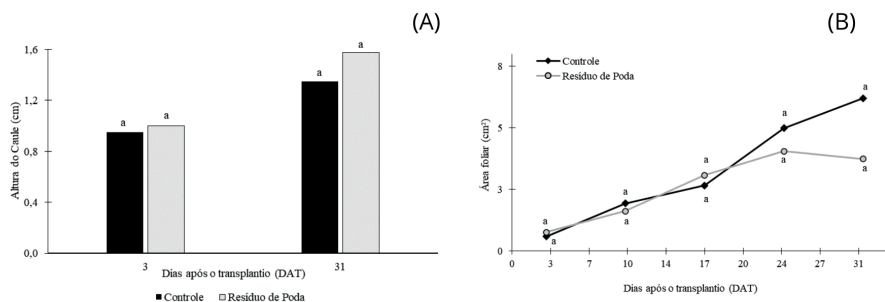 (A)
1,6
1,2
0,8
0,4
0,0
Altura do Caule (cm)
a
a
a
a
3
31
Dias após o transplantio (DAT)
Controle
Resíduo de Poda
(B)
8
5
3
0
Área foliar (cm²)
Controle
Resíduo de Poda
a
a
a
a
a
a
a
a
a
a
0 3 7 10 14 17 20 24 27 31 34
Dias após o transplantio (DAT)